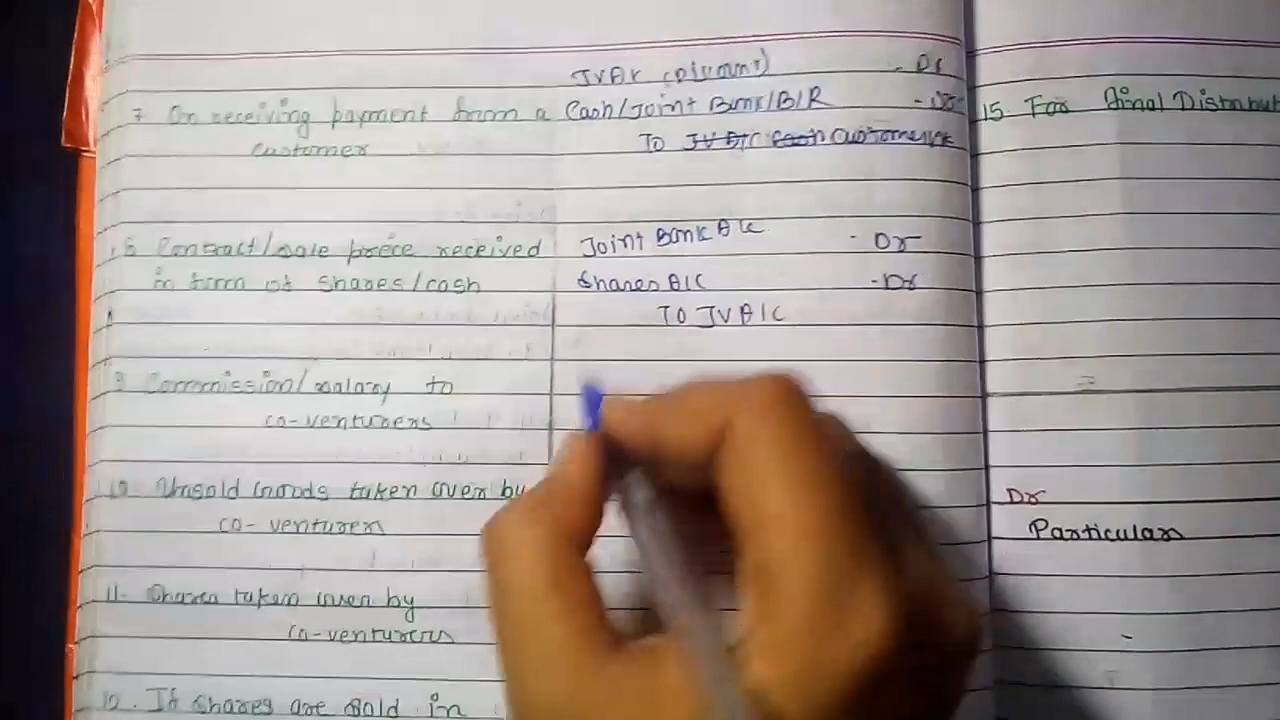 JV A/c (Discount) - Dr
7 On receiving payment from a Cash/Joint Bank/B/R - Dr
customer To Customer
8 Contract/sale price received Joint Bank A/c - Dr
in form of shares/cash Shares A/C - Dr
To JV A/C
9 Commission/salary to
co-venturers
10 Unsold Goods taken over by
co-venturers
11. Shares taken over by
co-venturers
12. If shares are sold in
15. For final Distribut
=
Dr
Particulars